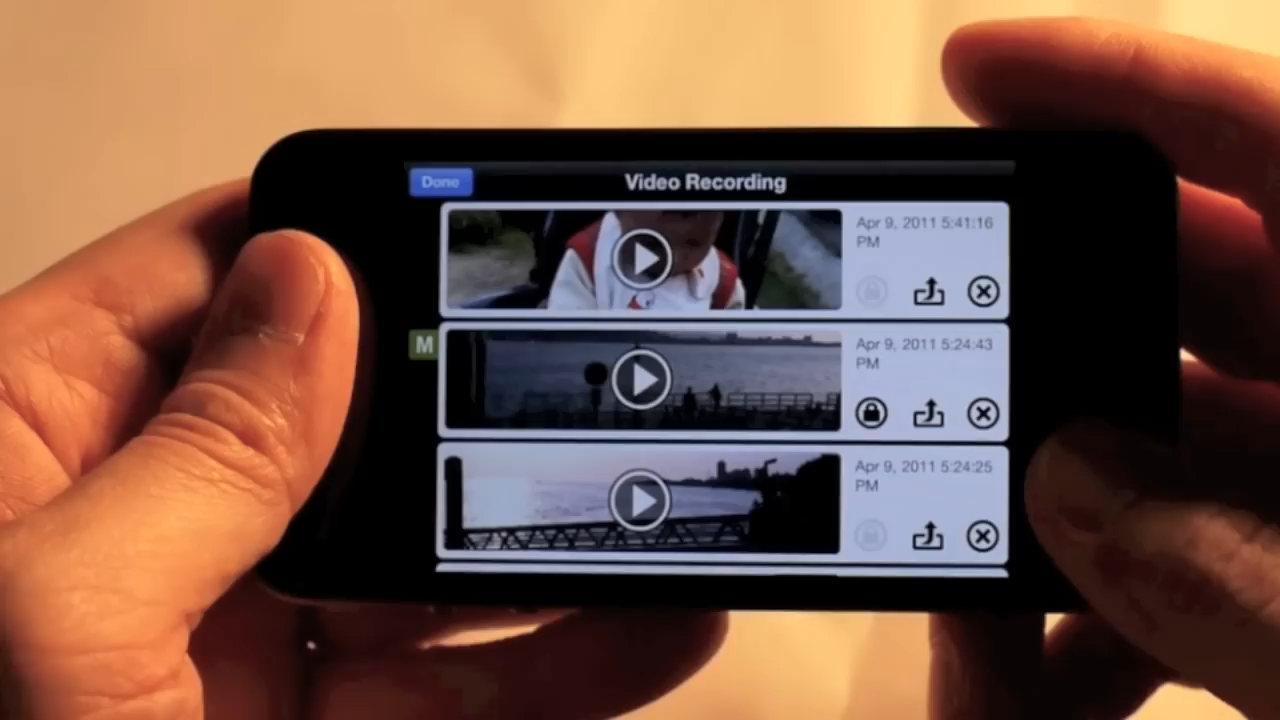 Done
Video Recording
Apr 9, 2011 5:41:16
PM
M
Apr 9, 2011 5:24:43
PM
Apr 9, 2011 5:24:25
PM